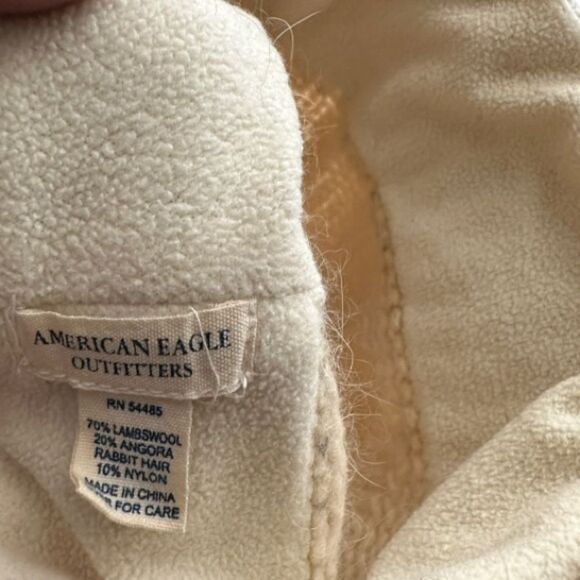 AMERICAN EAGLE
OUTFITTERS
RN 54485
70% LAMBSWOOL
20% ANGORA
RABBIT HAIR
10% NYLON
MADE IN CHINA
FOR CARE